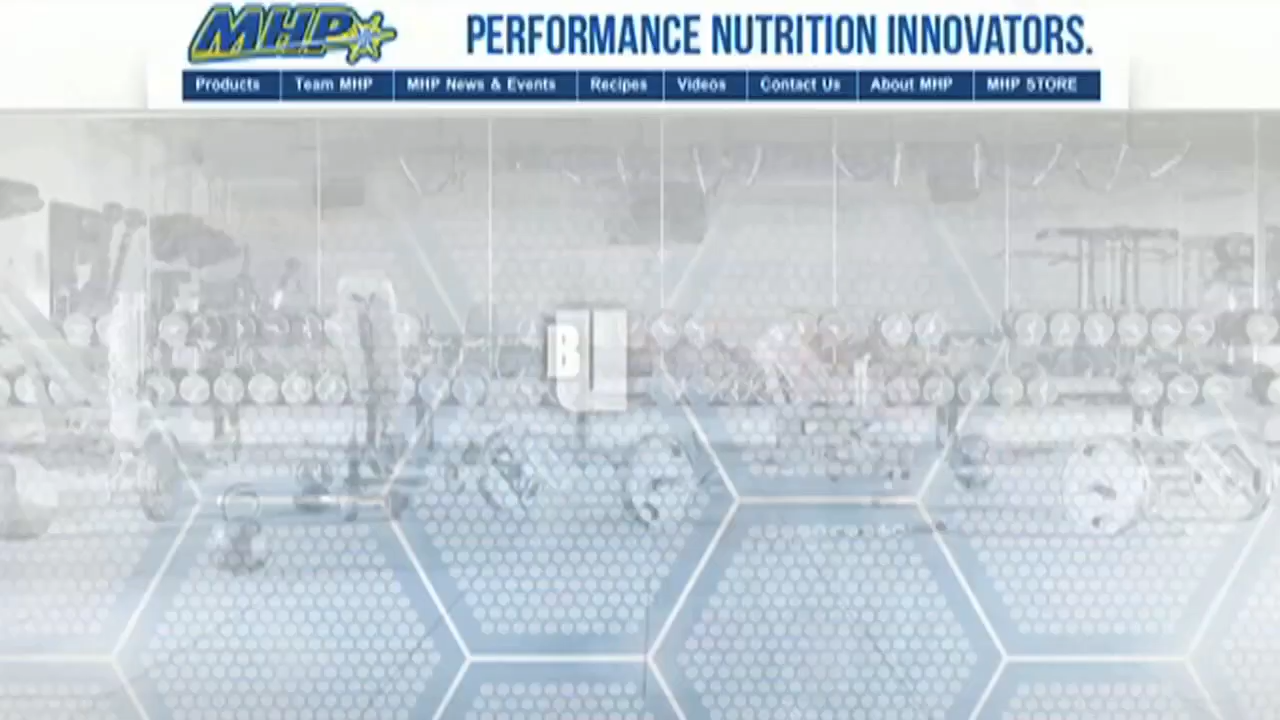 MHP
PERFORMANCE NUTRITION INNOVATORS.
Products Team MHP MHP News & Events Recipes Videos Contact Us About MHP MHP STORE
B